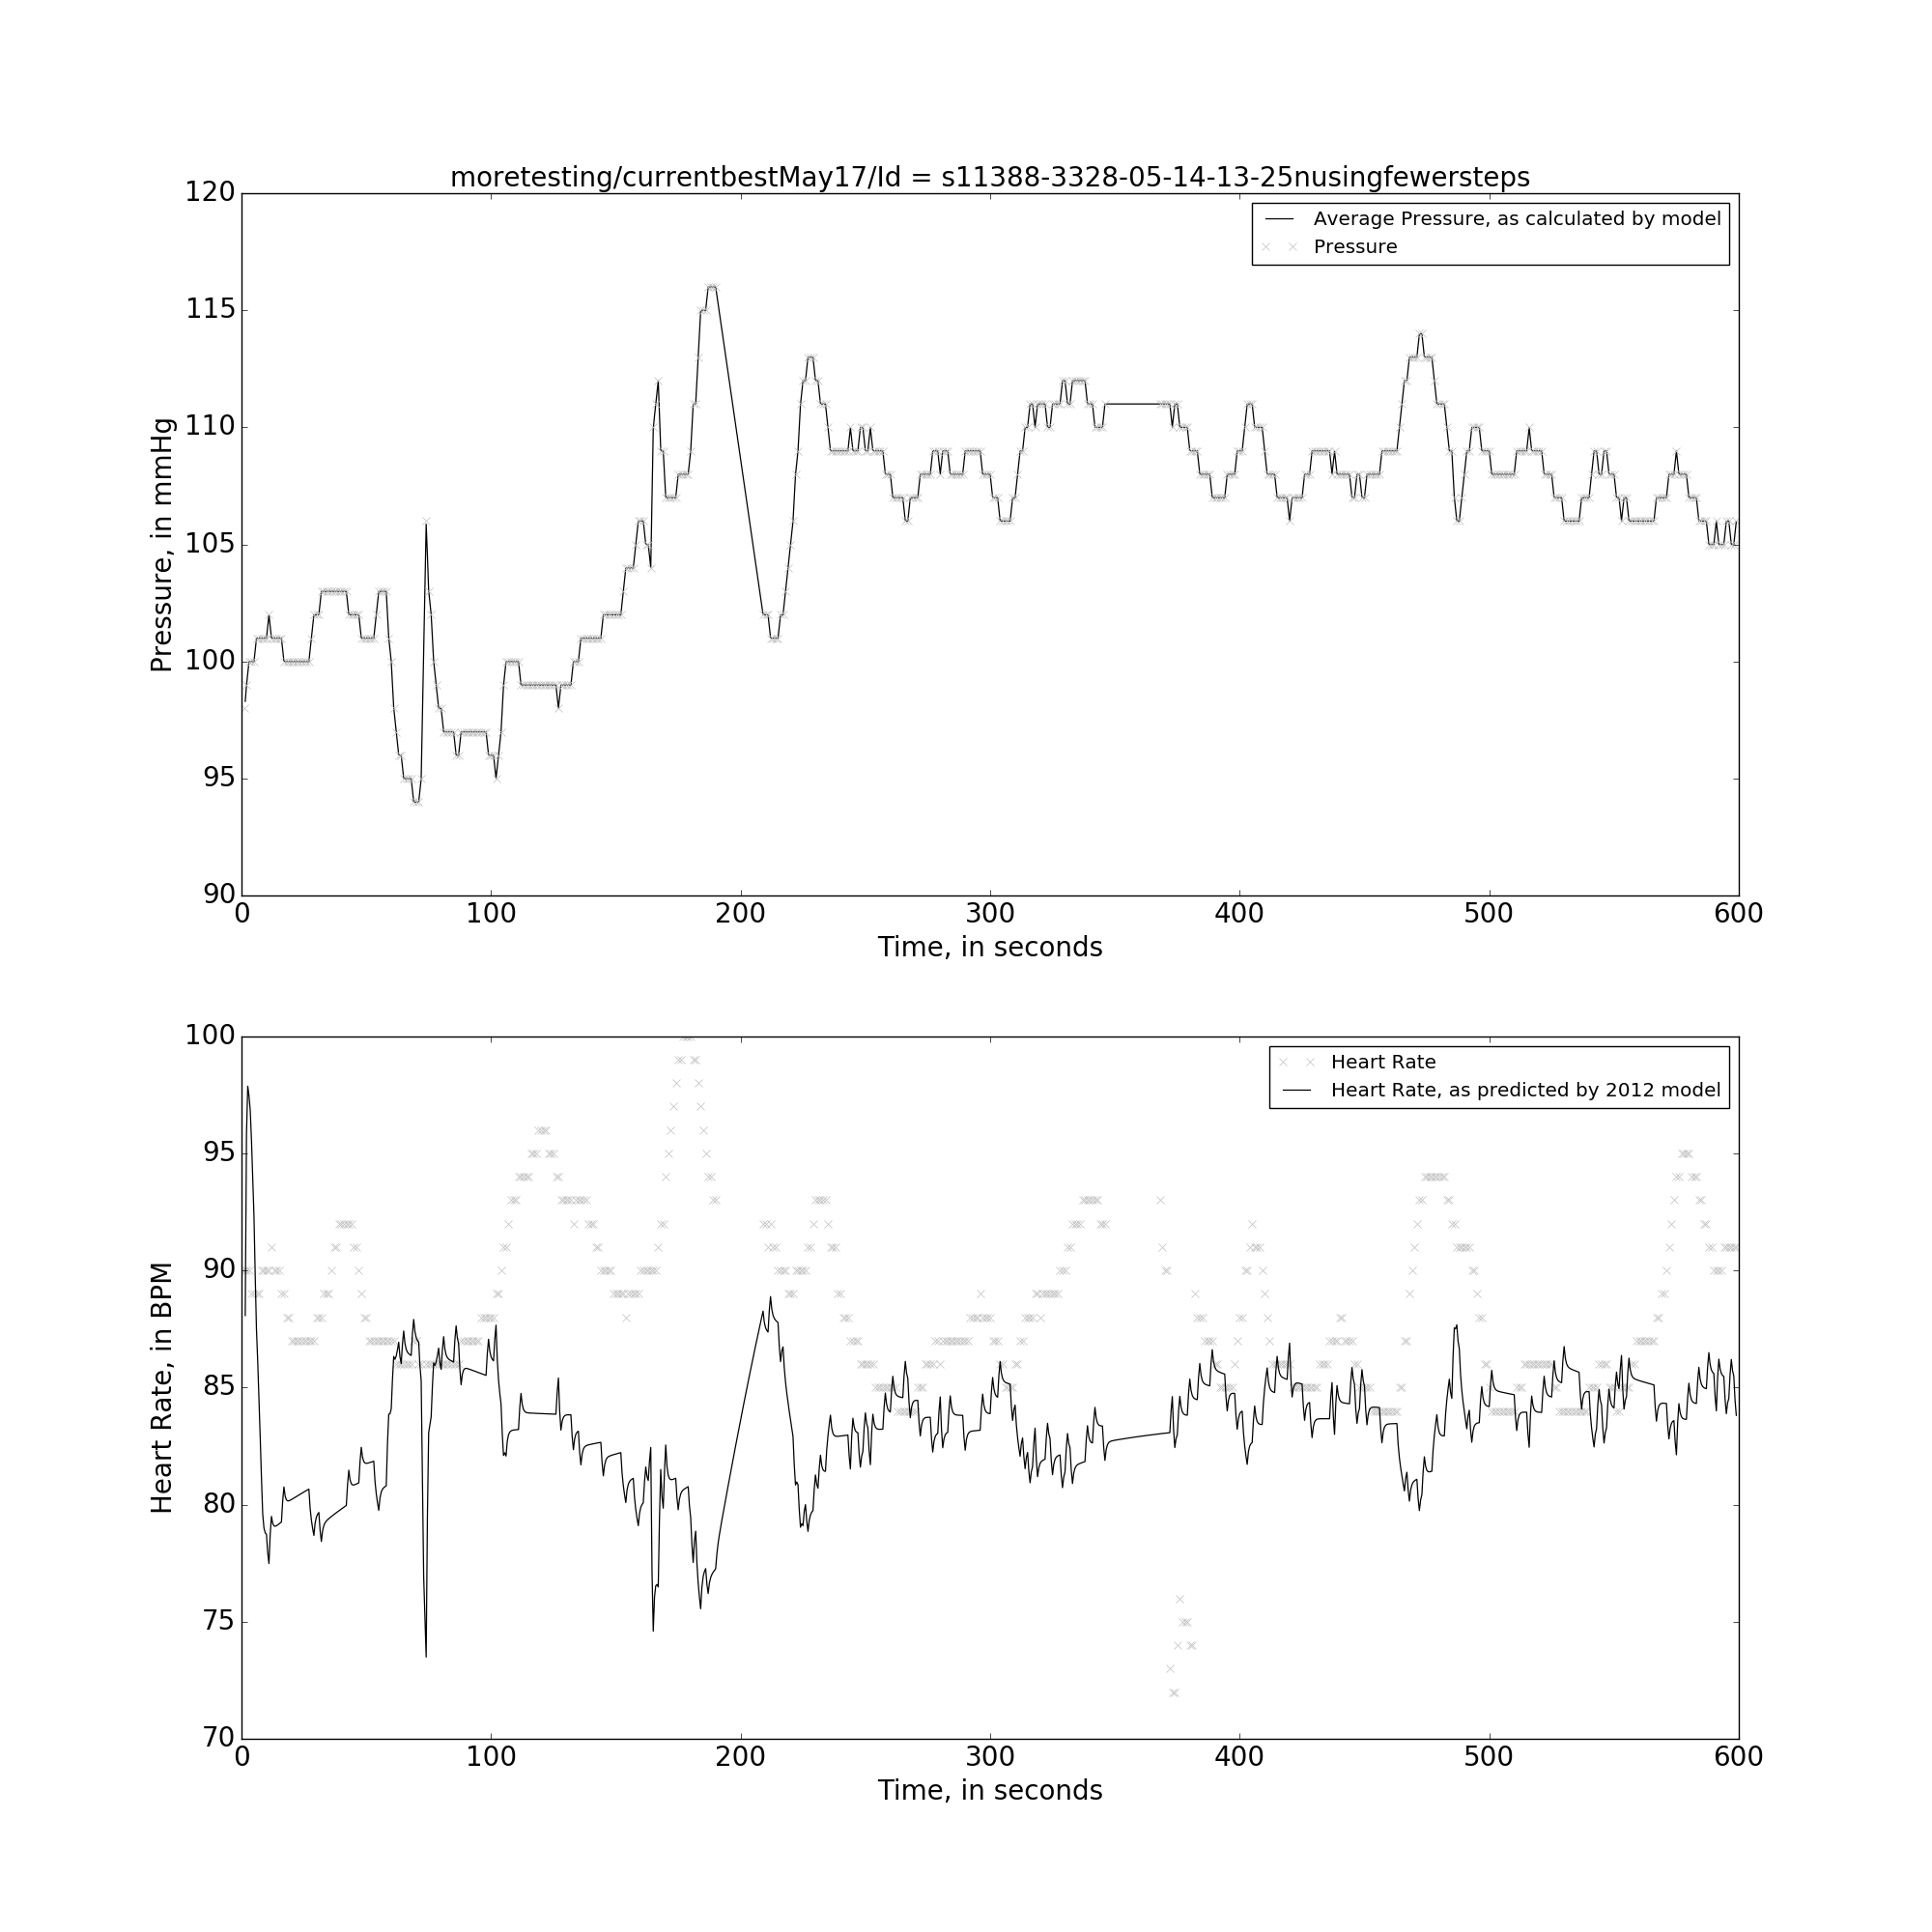 moretesting/currentbestMay17/Id = s11388-3328-05-14-13-25nusingfewersteps
120
115
110
105
100
95
90
Pressure, in mmHg
Average Pressure, as calculated by model
Pressure
0 100 200 300 400 500 600
Time, in seconds
100
95
90
85
80
75
70
Heart Rate, in BPM
Heart Rate
Heart Rate, as predicted by 2012 model
0 100 200 300 400 500 600
Time, in seconds